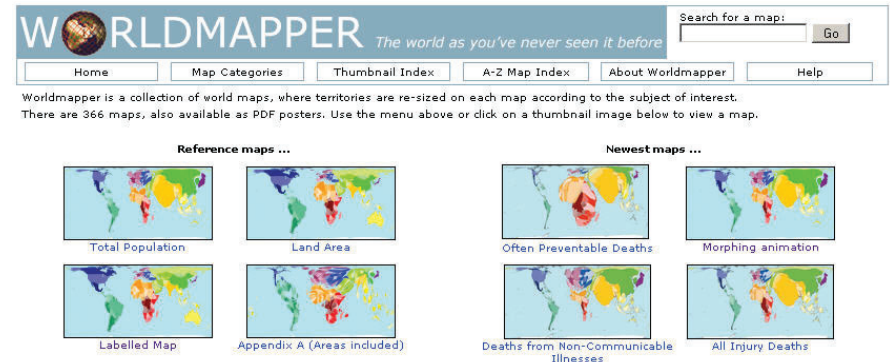 WORLDMAPPER The world as you've never seen it before
Search for a map:
Go
Home Map Categories Thumbnail Index A-Z Map Index About Worldmapper Help
Worldmapper is a collection of world maps, where territories are re-sized on each map according to the subject of interest.
There are 366 maps, also available as PDF posters. Use the menu above or click on a thumbnail image below to view a map.
Reference maps ... Newest maps ...
Total Population Land Area Often Preventable Deaths Morphing animation
Labelled Map Appendix A (Areas included) Deaths from Non-Communicable All Injury Deaths
Illnesses